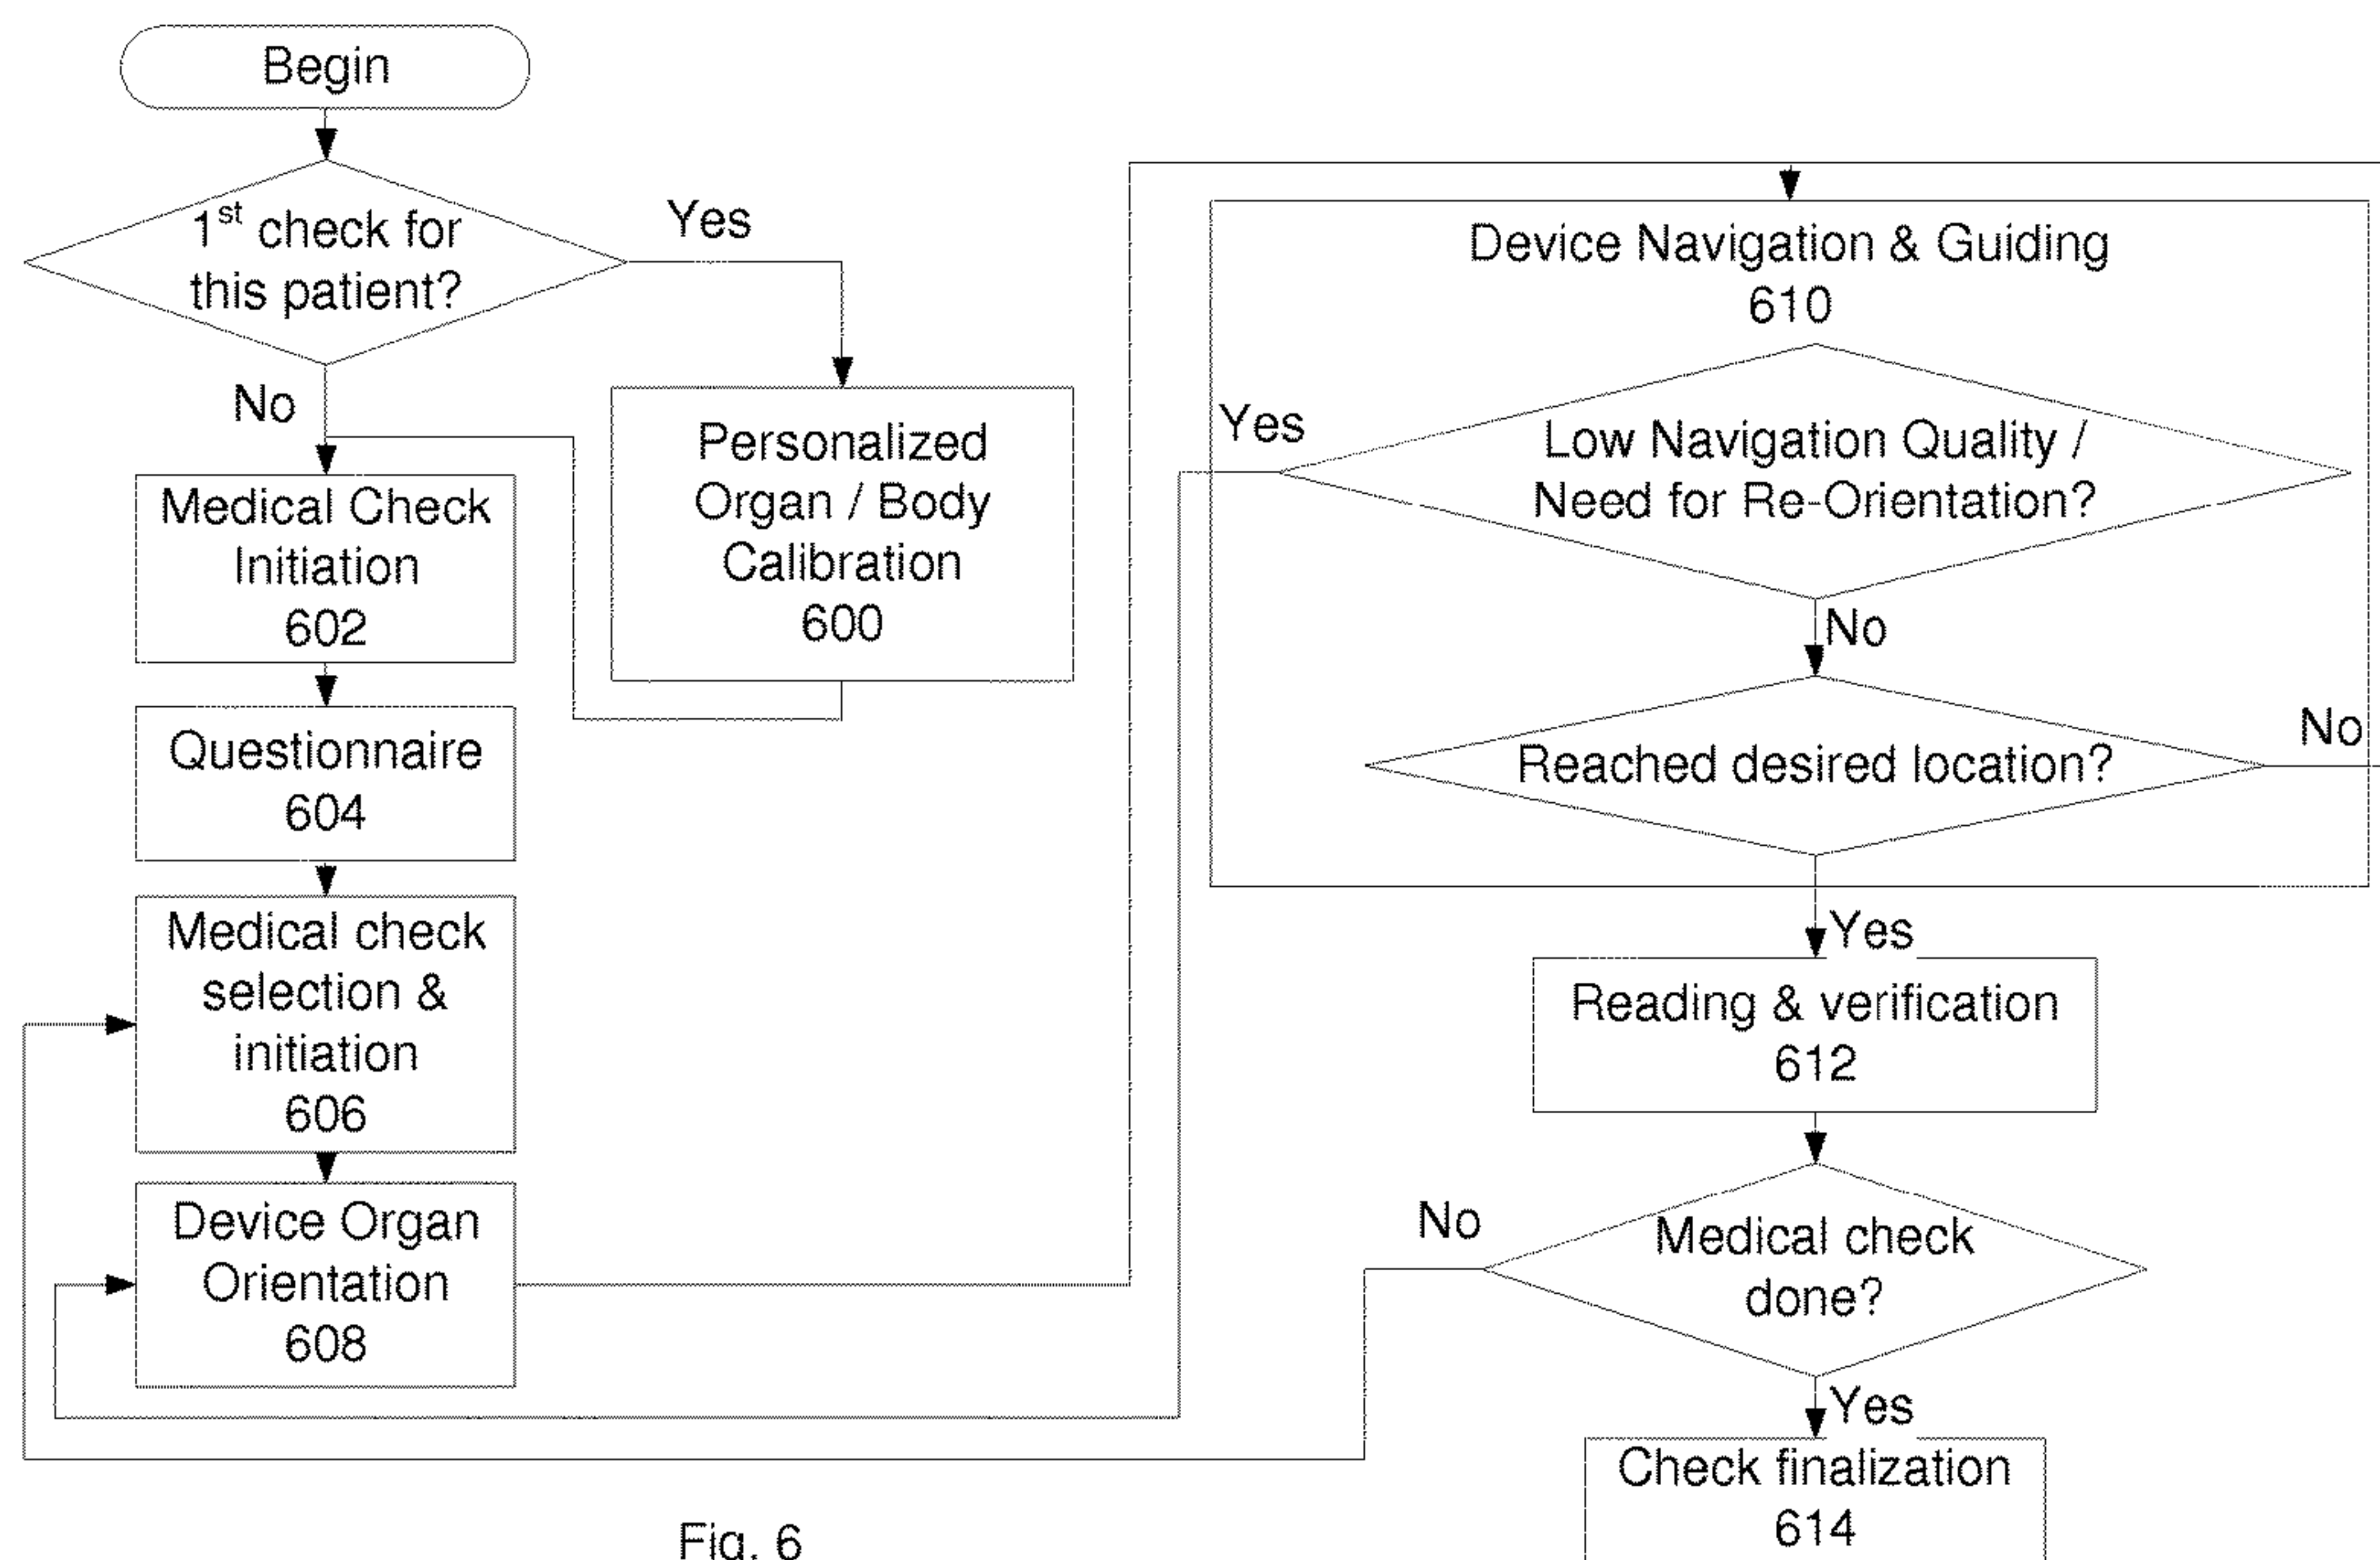 Begin
1st check for
this patient?
Yes
No
Personalized
Organ / Body
Calibration
600
Medical Check
Initiation
602
Questionnaire
604
Medical check
selection &
initiation
606
Device Organ
Orientation
608
Device Navigation & Guiding
610
Yes
Low Navigation Quality /
Need for Re-Orientation?
No
Reached desired location?
No
Yes
Reading & verification
612
No
Medical check
done?
Yes
Check finalization
614
Fig. 6